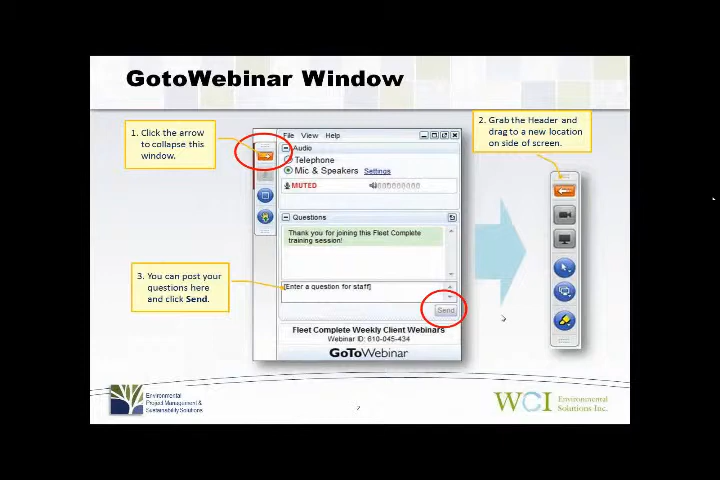 GotoWebinar Window
1. Click the arrow
to collapse this
window.
2. Grab the Header and
drag to a new location
on side of screen.
File View Help
Audio
Telephone
Mic & Speakers Settings
MUTED
Questions
Thank you for joining this Fleet Complete
training session!
3. You can post your
questions here
and click Send.
[Enter a question for staff]
Send
Fleet Complete Weekly Client Webinars
Webinar ID: 610-045-434
GoToWebinar
Environmental
Project Management &
Sustainability Solutions
2
WCI Environmental
Solutions Inc.